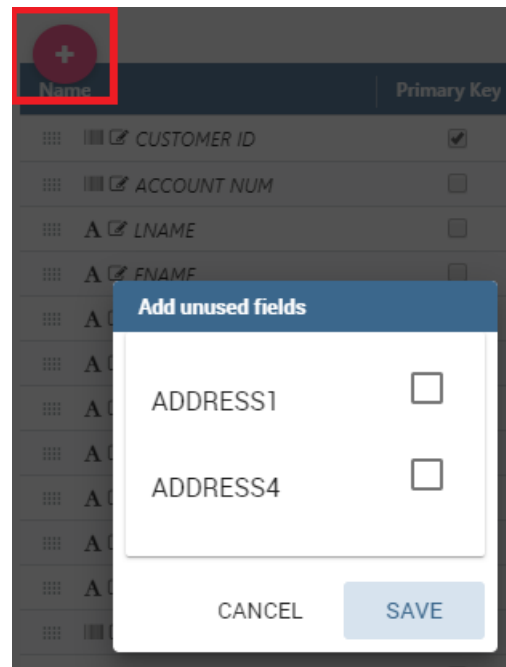 +
Name Primary Key
CUSTOMER ID
ACCOUNT NUM
A LNAME
A FNAME
Add unused fields
A
A
ADDRESS1
A
A
ADDRESS4
A
A
A
CANCEL SAVE